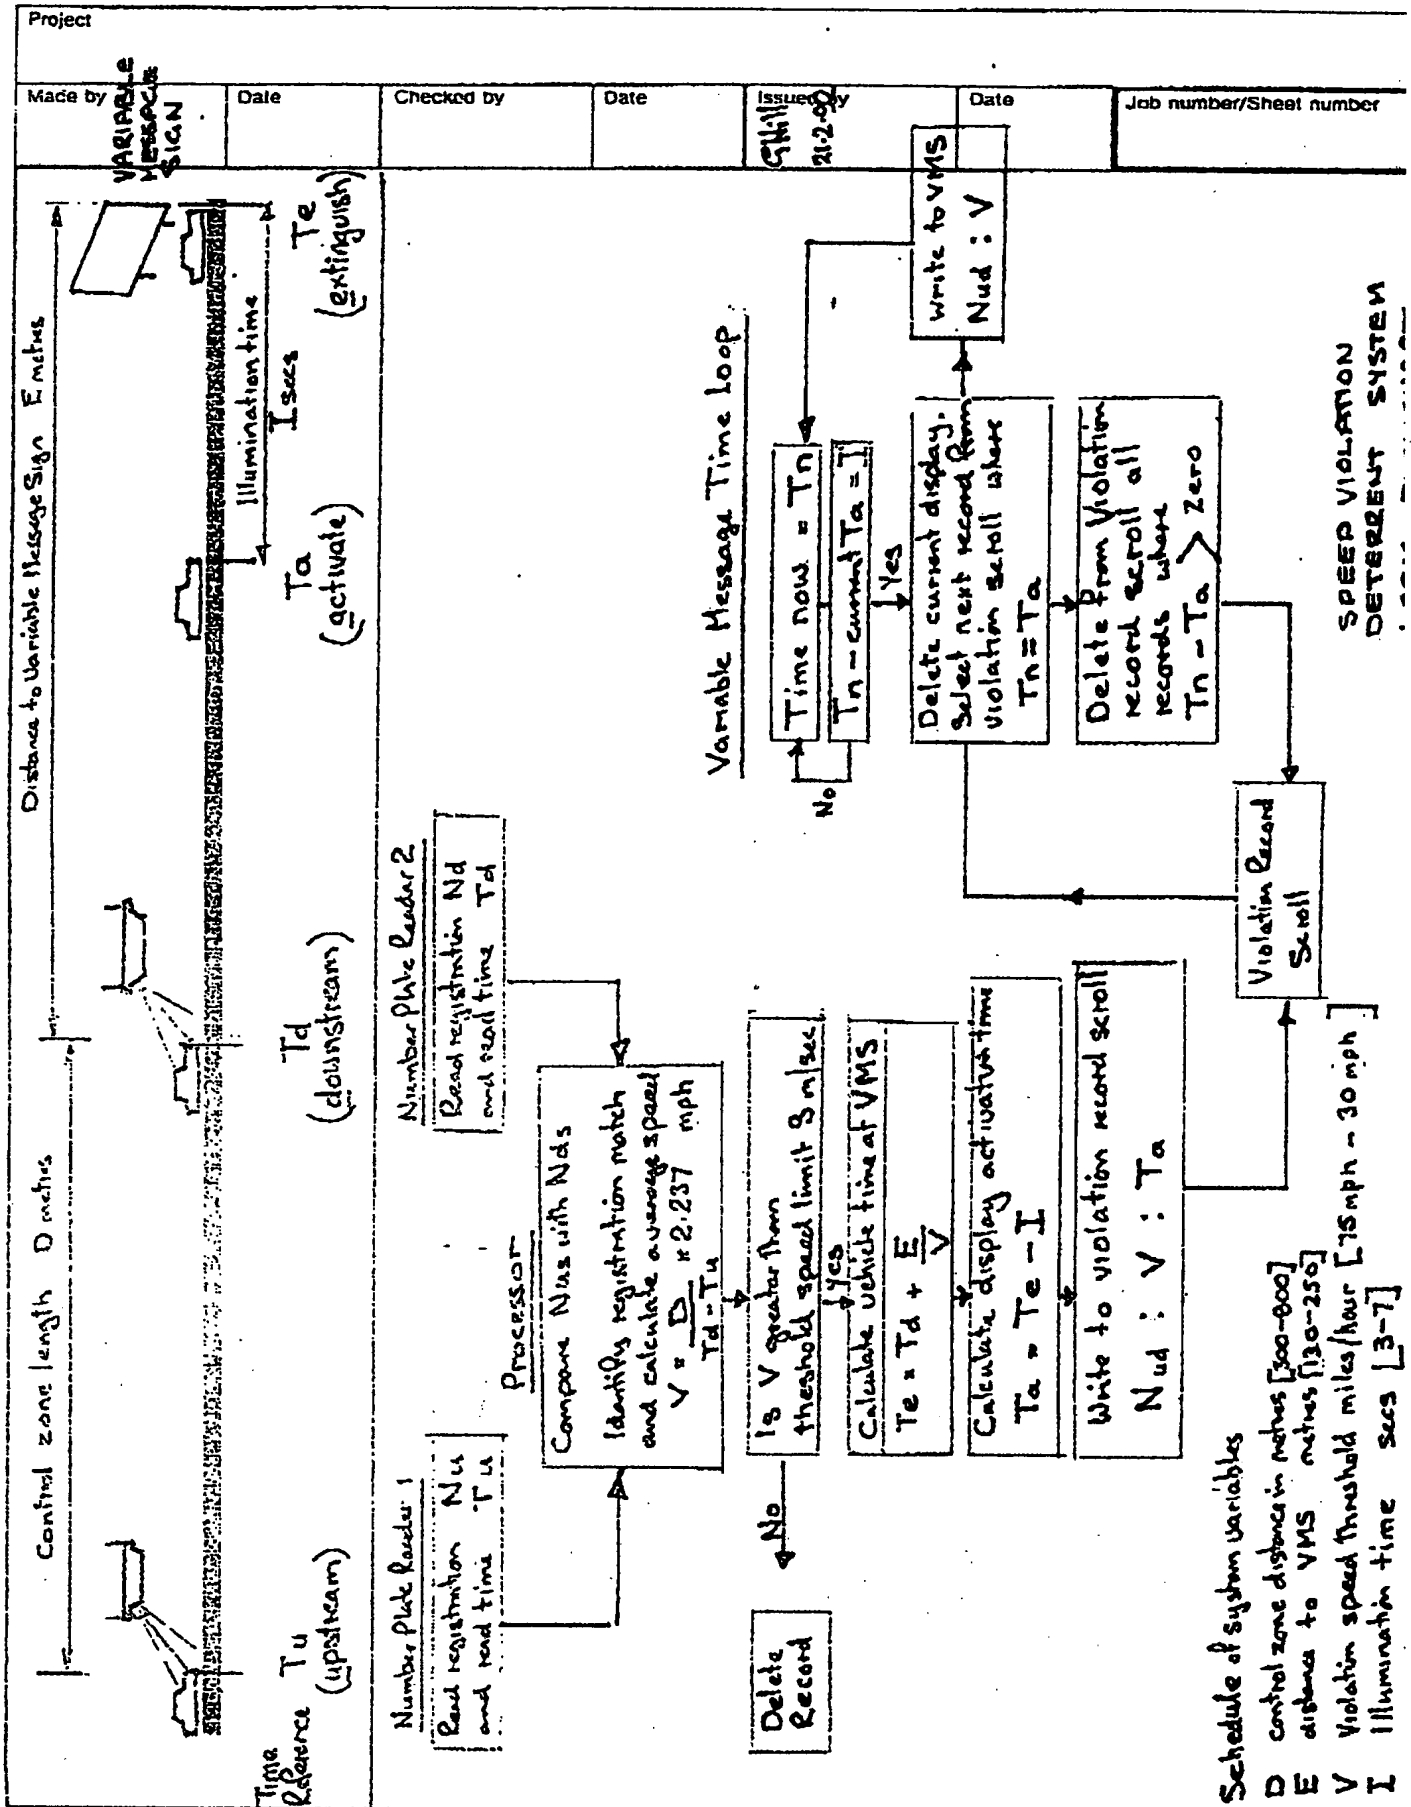 Project
Made by
Date
Checked by
Date
Issued by
Date
Job number/Sheet number
GHill
21-2-90
VARIABLE
MESSAGE
SIGN
Control zone length D metres
Distance to Variable Message Sign E metres
Illumination time
I secs
Time
Reference
Tu
(upstream)
Td
(downstream)
Ta
(activate)
Te
(extinguish)
Number Plate Reader 1
Read registration Nu
and read time Tu
Number Plate Reader 2
Read registration Nd
and read time Td
Processor
Compare Nus with Nds
Identify registration match
and calculate average speed
V = D × 2.237 mph
Td - Tu
Is V greater than
threshold speed limit S m/sec
No
Delete
Record
Yes
Calculate vehicle time at VMS
Te = Td + E
V
Calculate display activation time
Ta = Te - I
Write to violation record scroll
Nud : V : Ta
Violation Record
Scroll
Variable Message Time Loop
Time now = Tn
Tn - current Ta = I
No
Yes
Delete current display.
Select next record from
violation scroll where
Tn = Ta
Write to VMS
Nud : V
Delete from Violation
record scroll all
records where
Tn - Ta > Zero
Schedule of system variables
D control zone distance in metres [300-800]
E distance to VMS metres [130-250]
V Violation speed threshold miles/hour [75mph - 30mph]
I Illumination time secs [3-7]
SPEED VIOLATION
DETERRENT SYSTEM